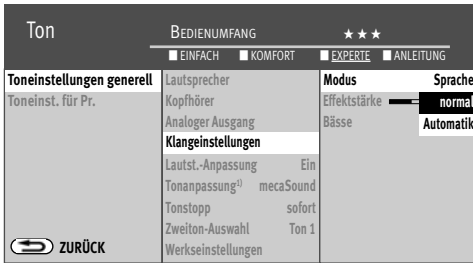 Ton
BEDIENUMFANG ★★★
EINFACH KOMFORT EXPERTE ANLEITUNG
Toneinstellungen generell
Toneinst. für Pr.
ZURÜCK
Lautsprecher
Kopfhörer
Analoger Ausgang
Klangeinstellungen
Lautst.-Anpassung Ein
Tonanpassung¹⁾ mecaSound
Tonstopp sofort
Zweiton-Auswahl Ton 1
Werkseinstellungen
Modus Sprache
Effektstärke normal
Bässe Automatik